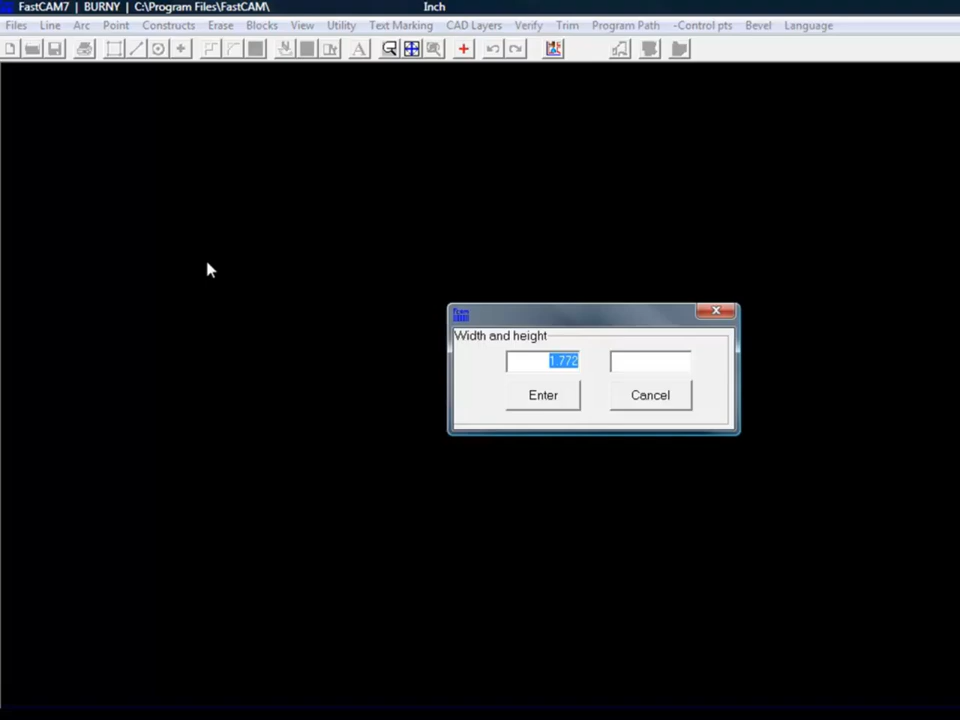 FastCAM7 | BURNY | C:\Program Files\FastCAM\ Inch
Files Line Arc Point Constructs Erase Blocks View Utility Text Marking CAD Layers Verify Trim Program Path -Control pts Bevel Language
Width and height
1.772
Enter Cancel